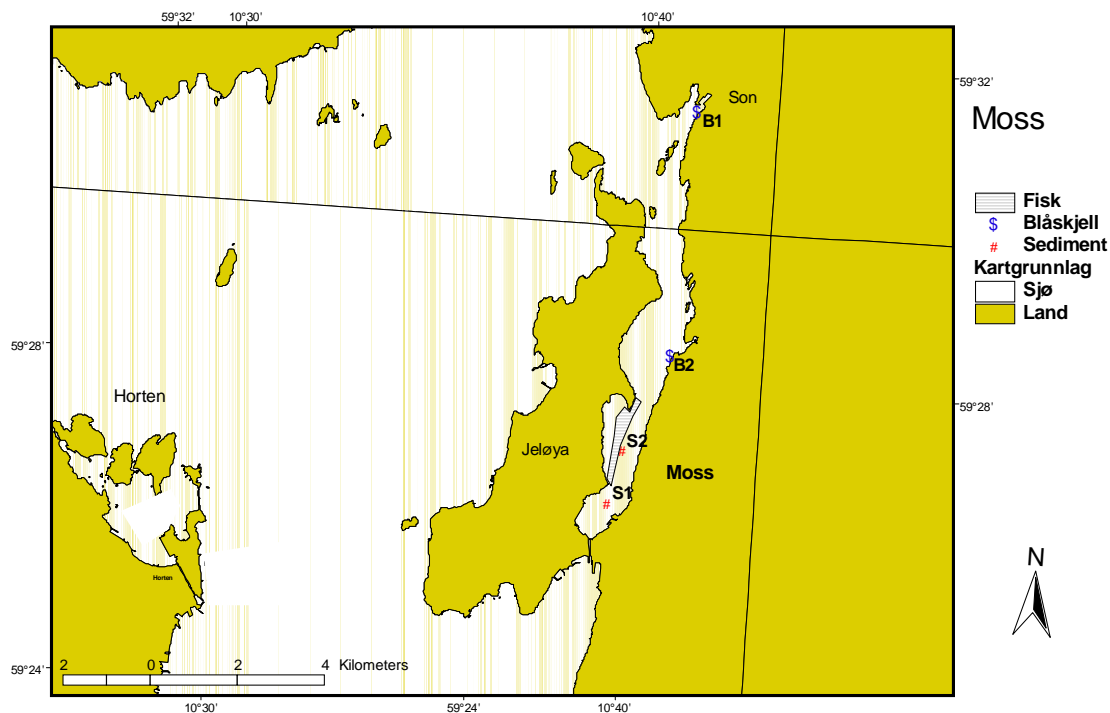 59°32' 10°30' 10°40'
59°32'
Son
Moss
$ B1
Fisk
$ Blåskjell
# Sediment
Kartgrunnlag
Sjø
Land
59°28'
$ B2
Horten
59°28'
Jeløya
S2
#
Moss
S1
#
N
Horten
59°24'
2 0 2 4 Kilometers
10°30' 59°24' 10°40'